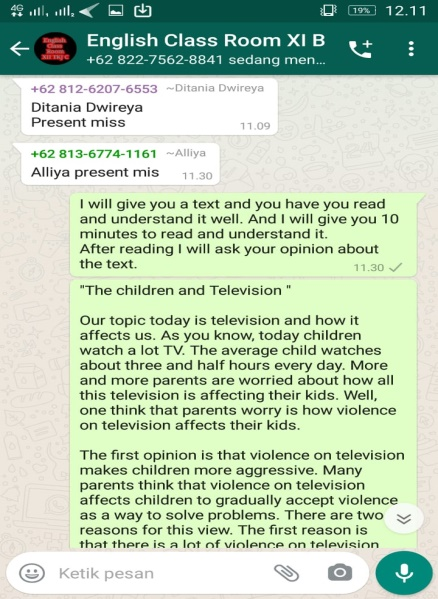 4G 19% 12.11
English Class Room XI B
+62 822-7562-8841 sedang men...
English
Class
Room
+62 812-6207-6553 ~Ditania Dwireya
Ditania Dwireya
Present miss
11.09
+62 813-6774-1161 ~Alliya
Alliya present mis
11.30
I will give you a text and you have you read
and understand it well. And I will give you 10
minutes to read and understand it.
After reading I will ask your opinion about
the text.
11.30
"The children and Television "
Our topic today is television and how it
affects us. As you know, today children
watch a lot TV. The average child watches
about three and half hours every day. More
and more parents are worried about how all
this television is affecting their kids. Well,
one think that parents worry is how violence
on television affects their kids.
The first opinion is that violence on television
makes children more aggressive. Many
parents think that violence on television
affects children to gradually accept violence
as a way to solve problems. There are two
reasons for this view. The first reason is
that there is a lot of violence on television
Ketik pesan